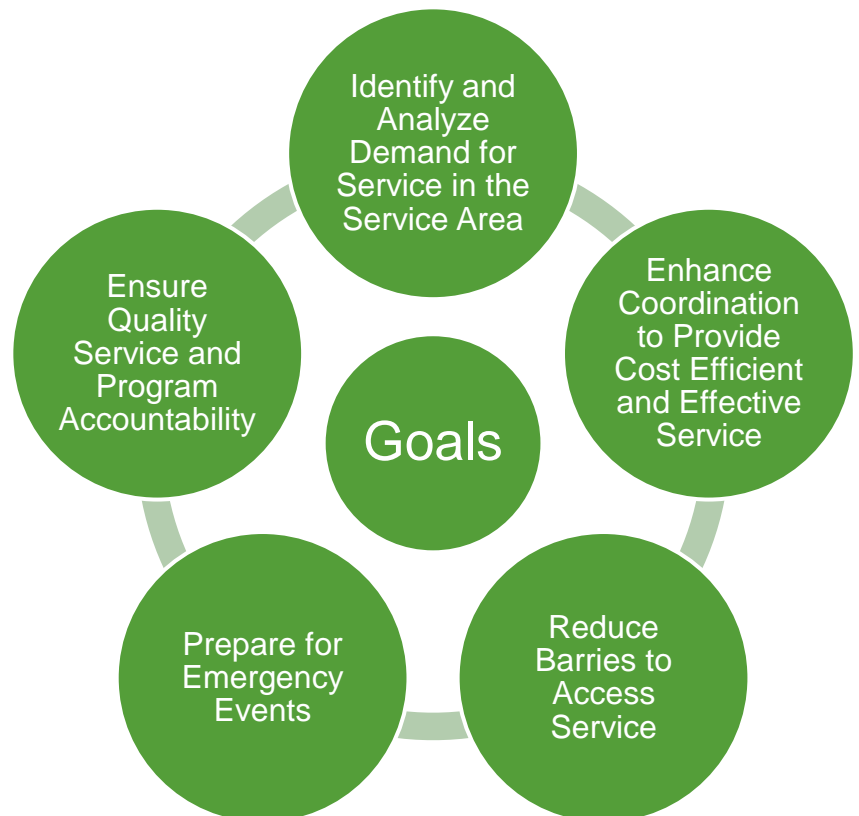 Identify and
Analyze
Demand for
Service in the
Service Area
Enhance
Coordination
to Provide
Cost Efficient
and Effective
Service
Reduce
Barries to
Access
Service
Prepare for
Emergency
Events
Ensure
Quality
Service and
Program
Accountability
Goals